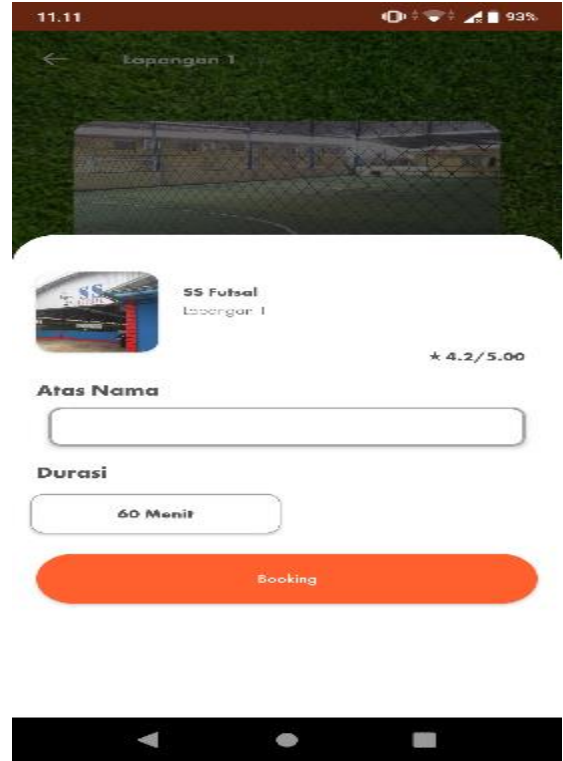 11.11
93%
Lapangan 1
SS
SS Futsal
Lapangan 1
★ 4.2/5.00
Atas Nama
Durasi
60 Menit
Booking